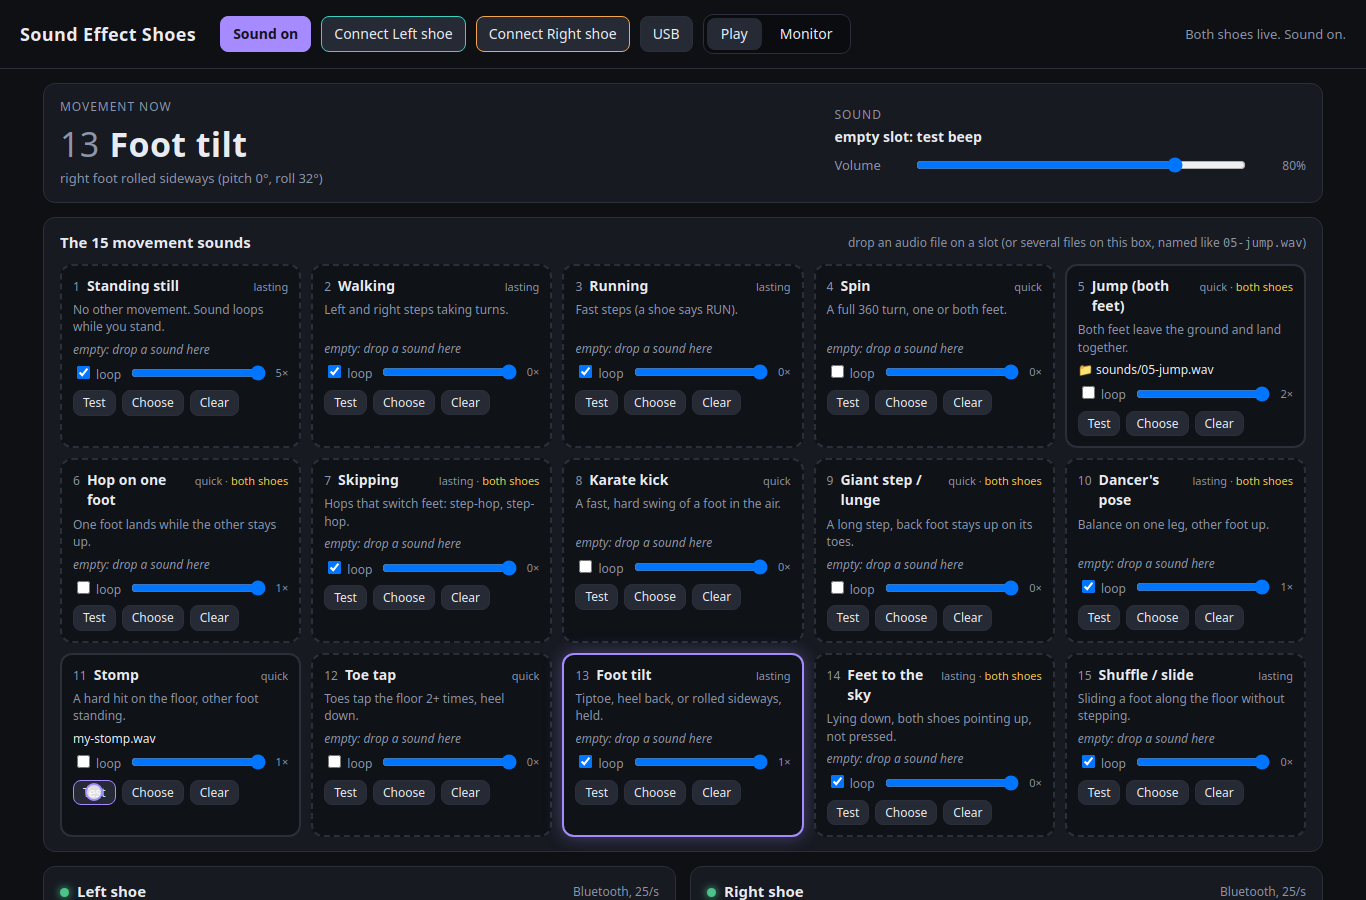 Sound Effect Shoes
Sound on
Connect Left shoe
Connect Right shoe
USB
Play
Monitor
Both shoes live. Sound on.
MOVEMENT NOW
13 Foot tilt
right foot rolled sideways (pitch 0°, roll 32°)
SOUND
empty slot: test beep
Volume
80%
The 15 movement sounds
drop an audio file on a slot (or several files on this box, named like 05-jump.wav)
1 Standing still
lasting
No other movement. Sound loops
while you stand.
empty: drop a sound here
loop
5×
Test
Choose
Clear
2 Walking
lasting
Left and right steps taking turns.
empty: drop a sound here
loop
0×
Test
Choose
Clear
3 Running
lasting
Fast steps (a shoe says RUN).
empty: drop a sound here
loop
0×
Test
Choose
Clear
4 Spin
quick
A full 360 turn, one or both feet.
empty: drop a sound here
loop
0×
Test
Choose
Clear
5 Jump (both
feet)
quick · both shoes
Both feet leave the ground and land
together.
sounds/05-jump.wav
loop
2×
Test
Choose
Clear
6 Hop on one
foot
quick · both shoes
One foot lands while the other stays
up.
empty: drop a sound here
loop
1×
Test
Choose
Clear
7 Skipping
lasting · both shoes
Hops that switch feet: step-hop, step-
hop.
empty: drop a sound here
loop
0×
Test
Choose
Clear
8 Karate kick
quick
A fast, hard swing of a foot in the air.
empty: drop a sound here
loop
0×
Test
Choose
Clear
9 Giant step /
lunge
quick · both shoes
A long step, back foot stays up on its
toes.
empty: drop a sound here
loop
0×
Test
Choose
Clear
10 Dancer's
pose
lasting · both shoes
Balance on one leg, other foot up.
empty: drop a sound here
loop
1×
Test
Choose
Clear
11 Stomp
quick
A hard hit on the floor, other foot
standing.
my-stomp.wav
loop
1×
Choose
Clear
12 Toe tap
quick
Toes tap the floor 2+ times, heel
down.
empty: drop a sound here
loop
0×
Test
Choose
Clear
13 Foot tilt
lasting
Tiptoe, heel back, or rolled sideways,
held.
empty: drop a sound here
loop
1×
Test
Choose
Clear
14 Feet to the
sky
lasting · both shoes
Lying down, both shoes pointing up,
not pressed.
empty: drop a sound here
loop
0×
Test
Choose
Clear
15 Shuffle / slide
lasting
Sliding a foot along the floor without
stepping.
empty: drop a sound here
loop
0×
Test
Choose
Clear
Left shoe
Bluetooth, 25/s
Right shoe
Bluetooth, 25/s